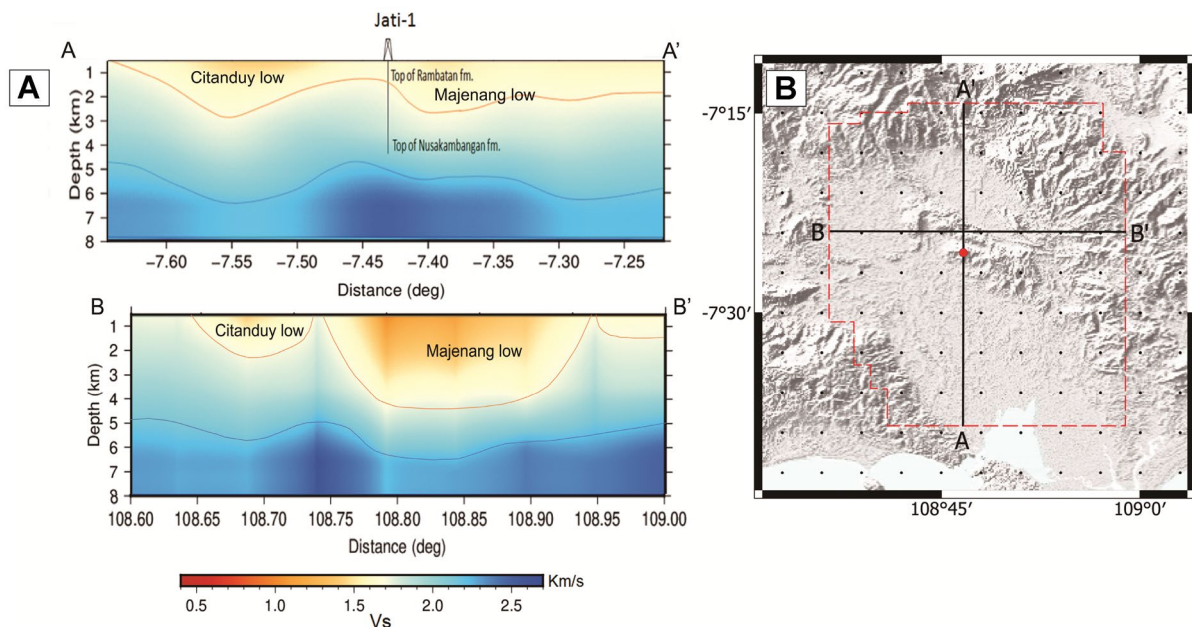 Jati-1
A
A’
A
Citanduy low
Top of Rambatan fm.
Majenang low
Top of Nusakambangan fm.
Depth (km)
1
2
3
4
5
6
7
8
−7.60
−7.55
−7.50
−7.45
−7.40
−7.35
−7.30
−7.25
Distance (deg)
B
B’
Citanduy low
Majenang low
Depth (km)
1
2
3
4
5
6
7
8
108.60
108.65
108.70
108.75
108.80
108.85
108.90
108.95
109.00
Distance (deg)
Km/s
0.5
1.0
1.5
2.0
2.5
Vs
B
A'
-7°15′
B
B'
-7°30′
A
108°45′
109°0′